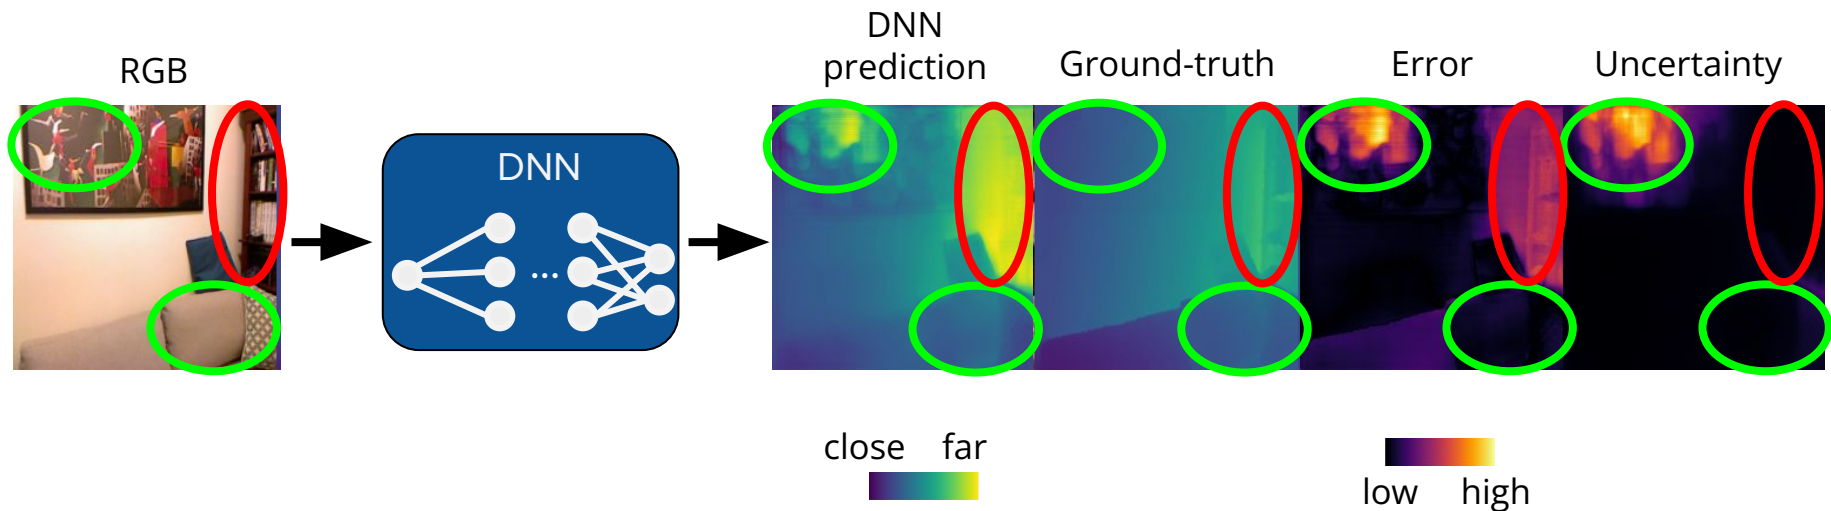 RGB
DNN
DNN
prediction
Ground-truth
Error
Uncertainty
...
close far
low high